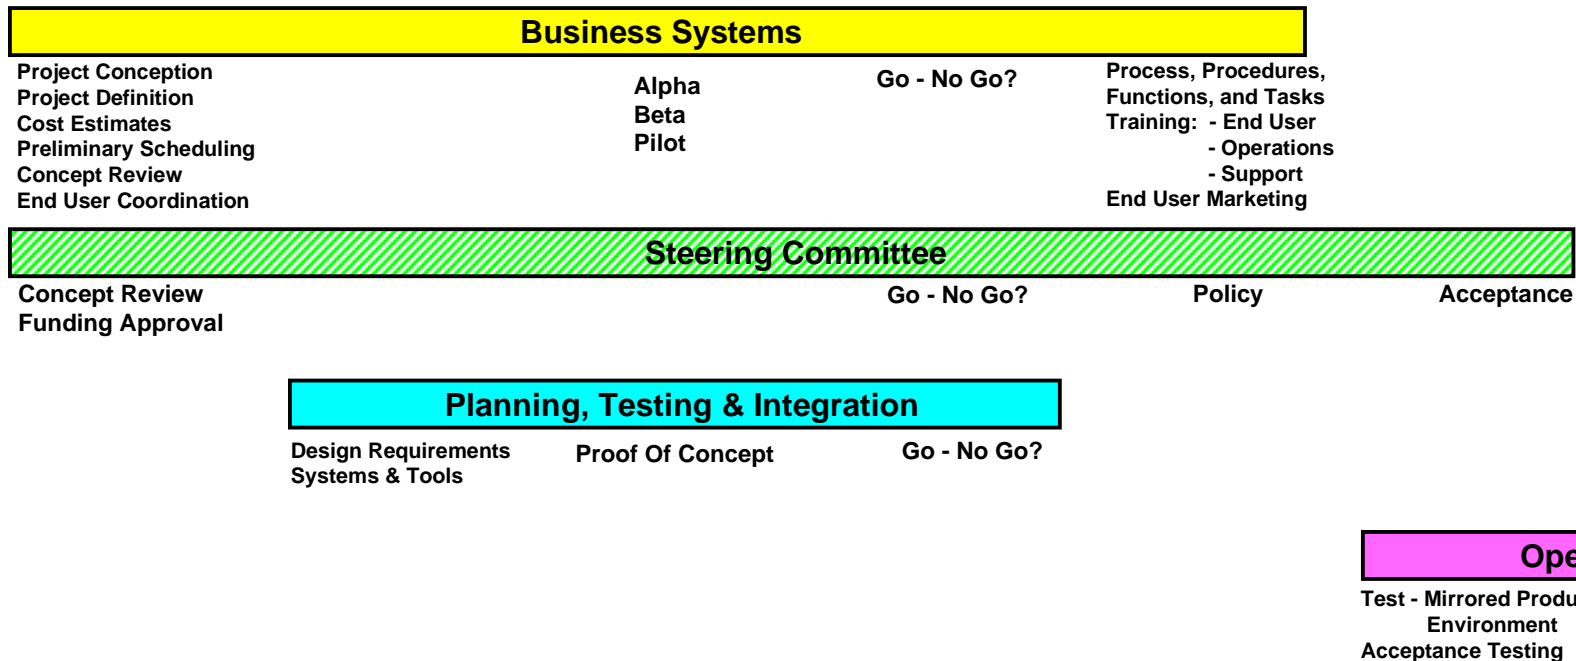 Business Systems
Project Conception
Project Definition
Cost Estimates
Preliminary Scheduling
Concept Review
End User Coordination
Alpha
Beta
Pilot
Go - No Go?
Process, Procedures,
Functions, and Tasks
Training: - End User
- Operations
- Support
End User Marketing
Steering Committee
Concept Review
Funding Approval
Go - No Go?
Policy
Acceptance
Planning, Testing & Integration
Design Requirements
Systems & Tools
Proof Of Concept
Go - No Go?
Test - Mirrored
Environment
Acceptance Testing